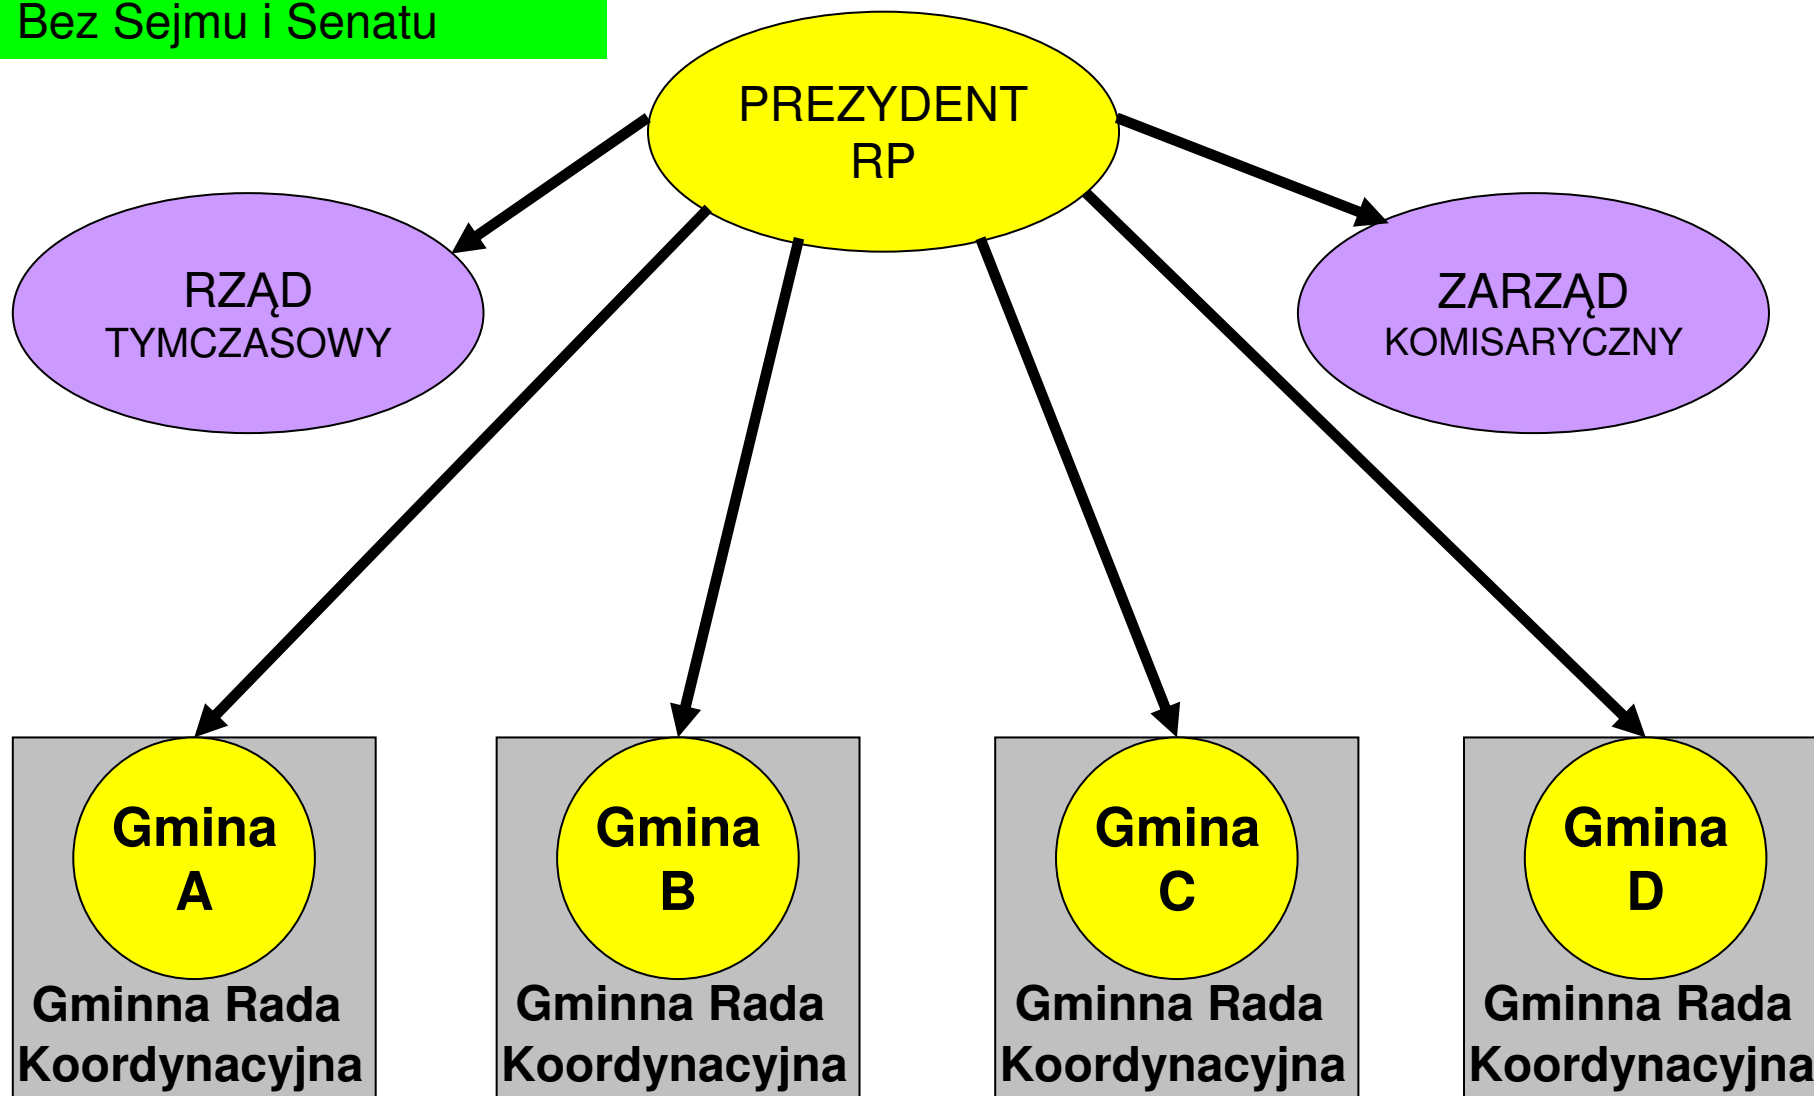 Bez Sejmu i Senatu
PREZYDENT
RP
RZĄD
TYMCZASOWY
ZARZĄD
KOMISARYCZNY
Gmina
A
Gminna Rada
Koordynacyjna
Gmina
B
Gminna Rada
Koordynacyjna
Gmina
C
Gminna Rada
Koordynacyjna
Gmina
D
Gminna Rada
Koordynacyjna